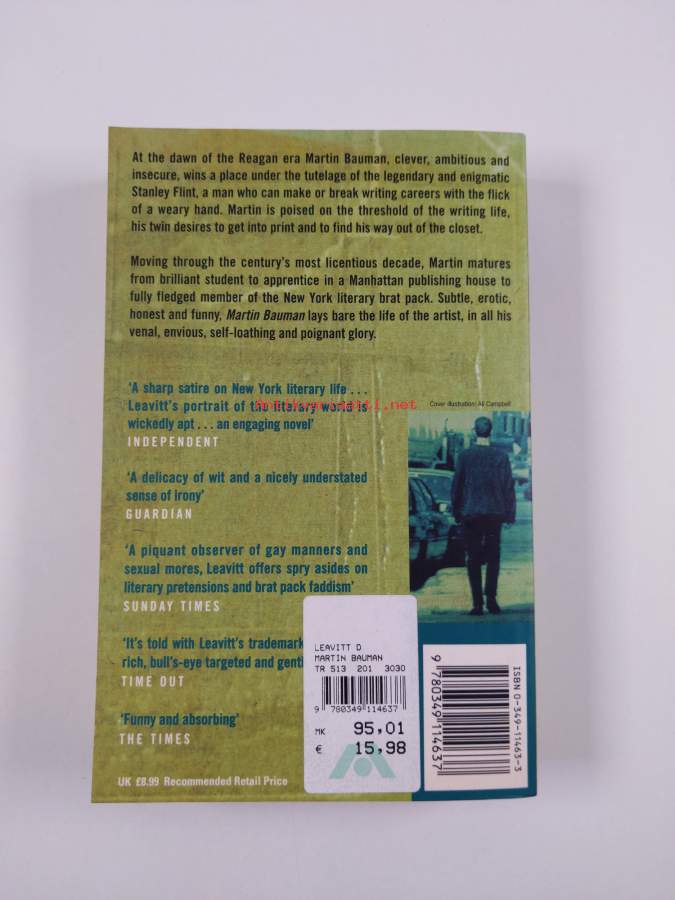 At the dawn of the Reagan era Martin Bauman, clever, ambitious and
insecure, wins a place under the tutelage of the legendary and enigmatic
Stanley Flint, a man who can make or break writing careers with the flick
of a weary hand. Martin is poised on the threshold of the writing life,
his twin desires to get into print and to find his way out of the closet.
Moving through the century's most licentious decade, Martin matures
from brilliant student to apprentice in a Manhattan publishing house to
fully fledged member of the New York literary brat pack. Subtle, erotic,
honest and funny, Martin Bauman lays bare the life of the artist, in all his
venal, envious, self-loathing and poignant glory.
'A sharp satire on New York literary life . . .
Leavitt's portrait of the literary world is
wickedly apt . . . an engaging novel'
INDEPENDENT
'A delicacy of wit and a nicely understated
sense of irony'
GUARDIAN
'A piquant observer of gay manners and
sexual mores, Leavitt offers spry asides on
literary pretensions and brat pack faddism'
SUNDAY TIMES
'It's told with Leavitt's trademark
rich, bull's-eye targeted and
TIME OUT
'Funny and absorbing'
THE TIMES
UK £8.99 Recommended Retail Price
Cover illustration: Ali Campbell
LEAVITT D
MARTIN BAUMAN
TR 513 201 3030
9 780349 114637
MK 95,01
€ 15,98
ISBN 0-349-11463-3
9 780349 114637